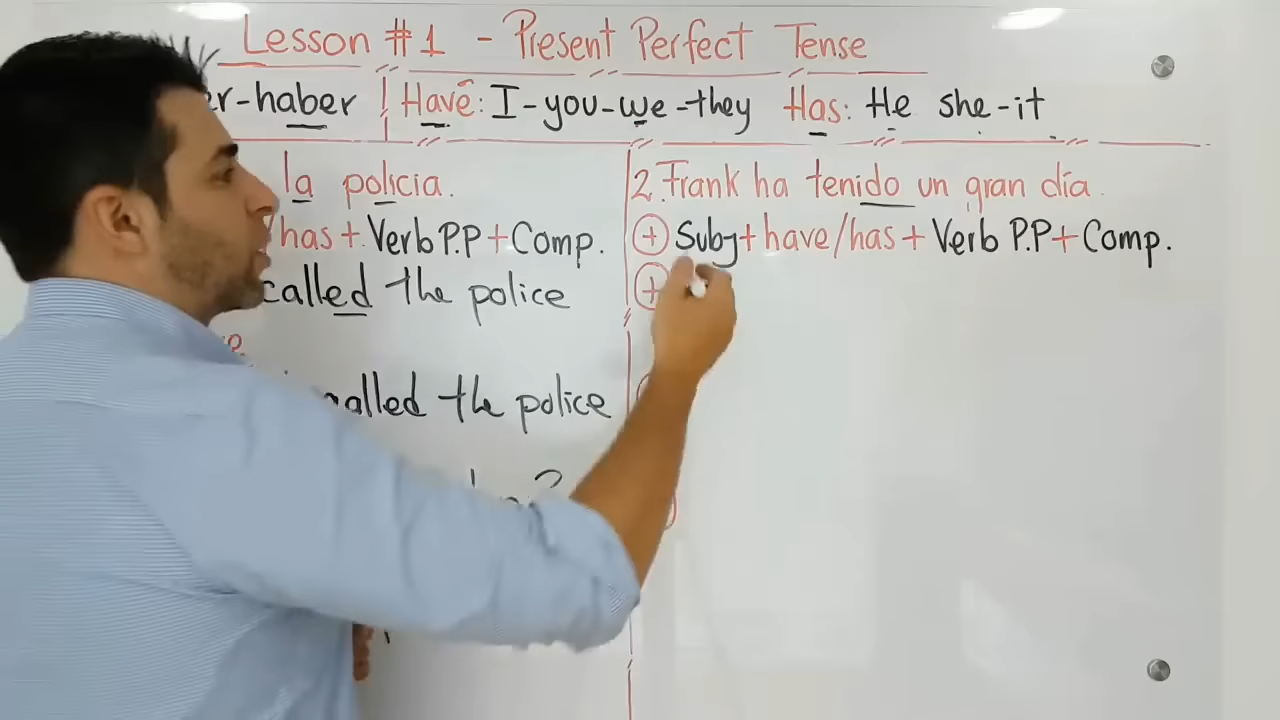 Lesson #1 - Present Perfect Tense
er-haber Have: I-you-we-they Has: He she-it
la policia.
/has + Verb P.P + Comp.
called the police
called the police
2. Frank ha tenido un gran día.
+ Subj + have/has + Verb P.P + Comp.
+